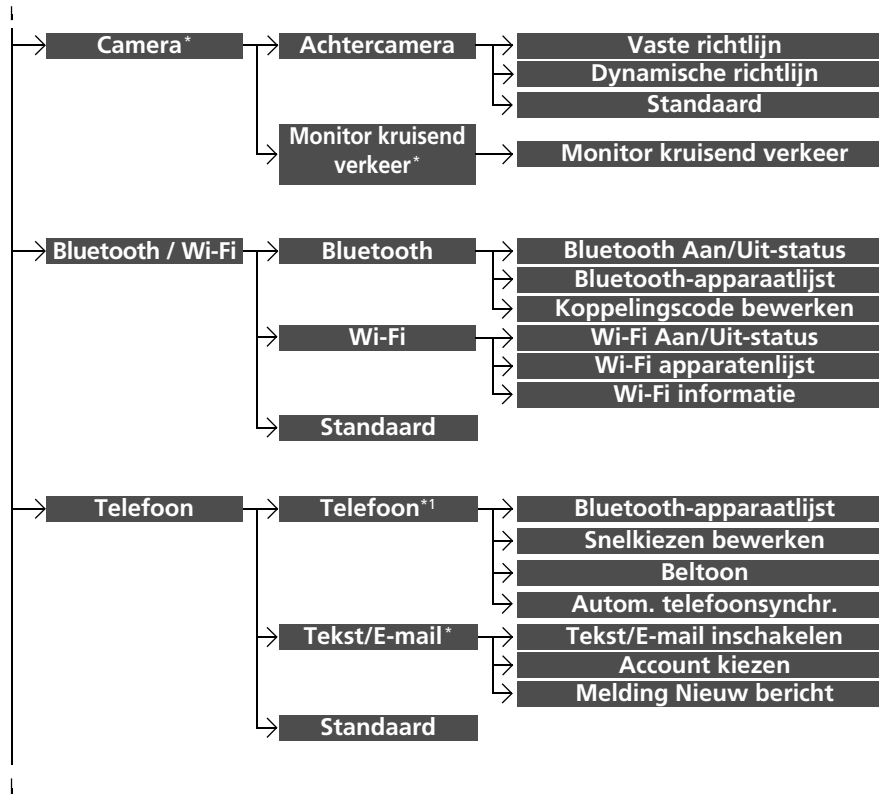 Camera*
Achtercamera
Vaste richtlijn
Dynamische richtlijn
Standaard
Monitor kruisend
verkeer*
Monitor kruisend verkeer
Bluetooth / Wi-Fi
Bluetooth
Bluetooth Aan/Uit-status
Bluetooth-apparaatlijst
Koppelingscode bewerken
Wi-Fi
Wi-Fi Aan/Uit-status
Wi-Fi apparatenlijst
Wi-Fi informatie
Standaard
Telefoon
Telefoon*1
Bluetooth-apparaatlijst
Snelkiezen bewerken
Beltoon
Autom. telefoonsynchr.
Tekst/E-mail*
Tekst/E-mail inschakelen
Account kiezen
Melding Nieuw bericht
Standaard